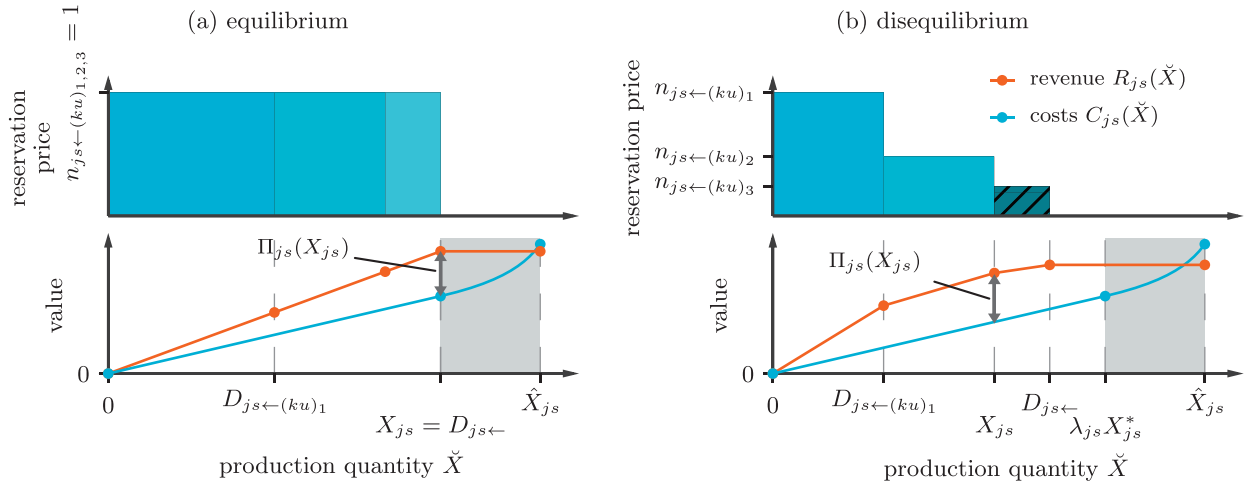 (a) equilibrium
reservation
price
n_{js←(ku)_{1,2,3}} = 1
Π_{js}(X_{js})
value
0
0
D_{js←(ku)_1}
X̂_{js}
X_{js} = D_{js←}
production quantity X̆
(b) disequilibrium
reservation price
n_{js←(ku)_1}
n_{js←(ku)_2}
n_{js←(ku)_3}
revenue R_{js}(X̆)
costs C_{js}(X̆)
Π_{js}(X_{js})
value
0
0
D_{js←(ku)_1}
X_{js}
D_{js←}
λ_{js}X*_{js}
X̂_{js}
production quantity X̆